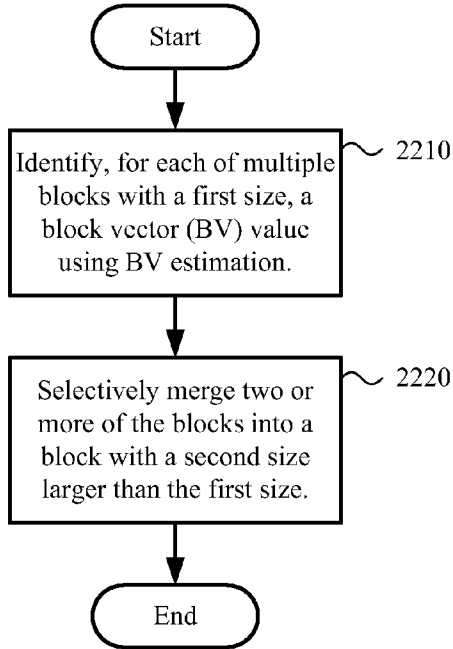 Start
Identify, for each of multiple
blocks with a first size, a
block vector (BV) value
using BV estimation.
2210
Selectively merge two or
more of the blocks into a
block with a second size
larger than the first size.
2220
End